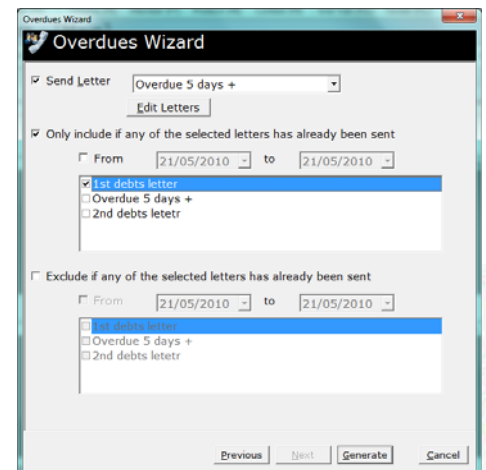 Overdues Wizard
Overdues Wizard
Send Letter Overdue 5 days +
Edit Letters
Only include if any of the selected letters has already been sent
From 21/05/2010 to 21/05/2010
1st debts letter
Overdue 5 days +
2nd debts letetr
Exclude if any of the selected letters has already been sent
From 21/05/2010 to 21/05/2010
1st debts letter
Overdue 5 days +
2nd debts letetr
Previous Next Generate Cancel